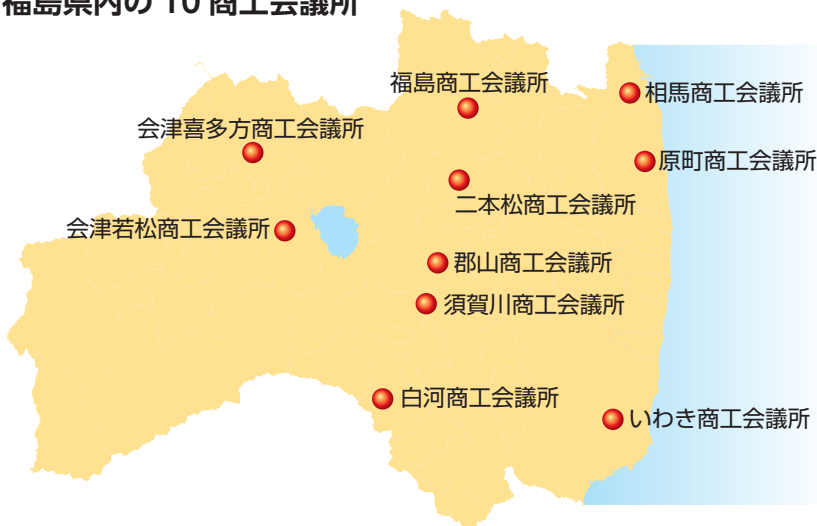 福島県内の 10 商工会議所
福島商工会議所
相馬商工会議所
会津喜多方商工会議所
原町商工会議所
二本松商工会議所
会津若松商工会議所
郡山商工会議所
須賀川商工会議所
白河商工会議所
いわき商工会議所